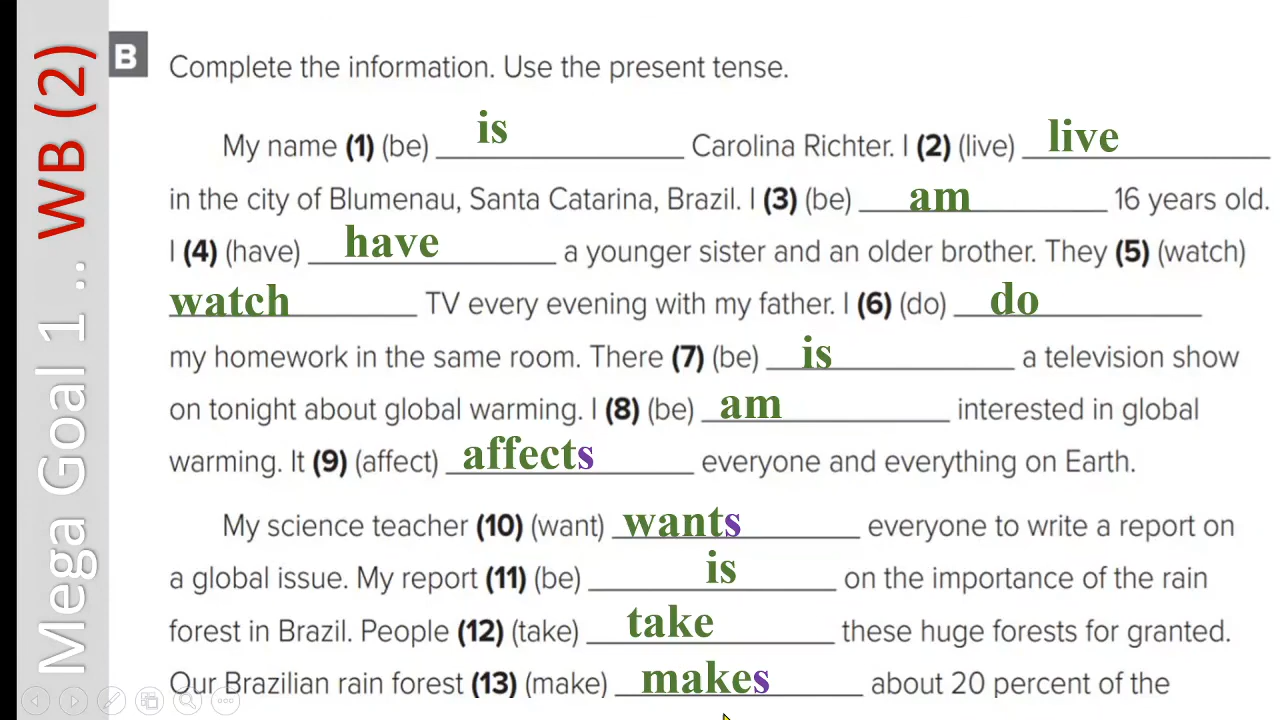 Mega Goal 1 .. WB (2)
B
Complete the information. Use the present tense.
My name (1) (be) is Carolina Richter. I (2) (live) live
in the city of Blumenau, Santa Catarina, Brazil. I (3) (be) am 16 years old.
I (4) (have) have a younger sister and an older brother. They (5) (watch)
watch TV every evening with my father. I (6) (do) do
my homework in the same room. There (7) (be) is a television show
on tonight about global warming. I (8) (be) am interested in global
warming. It (9) (affect) affects everyone and everything on Earth.
My science teacher (10) (want) wants everyone to write a report on
a global issue. My report (11) (be) is on the importance of the rain
forest in Brazil. People (12) (take) take these huge forests for granted.
Our Brazilian rain forest (13) (make) makes about 20 percent of the